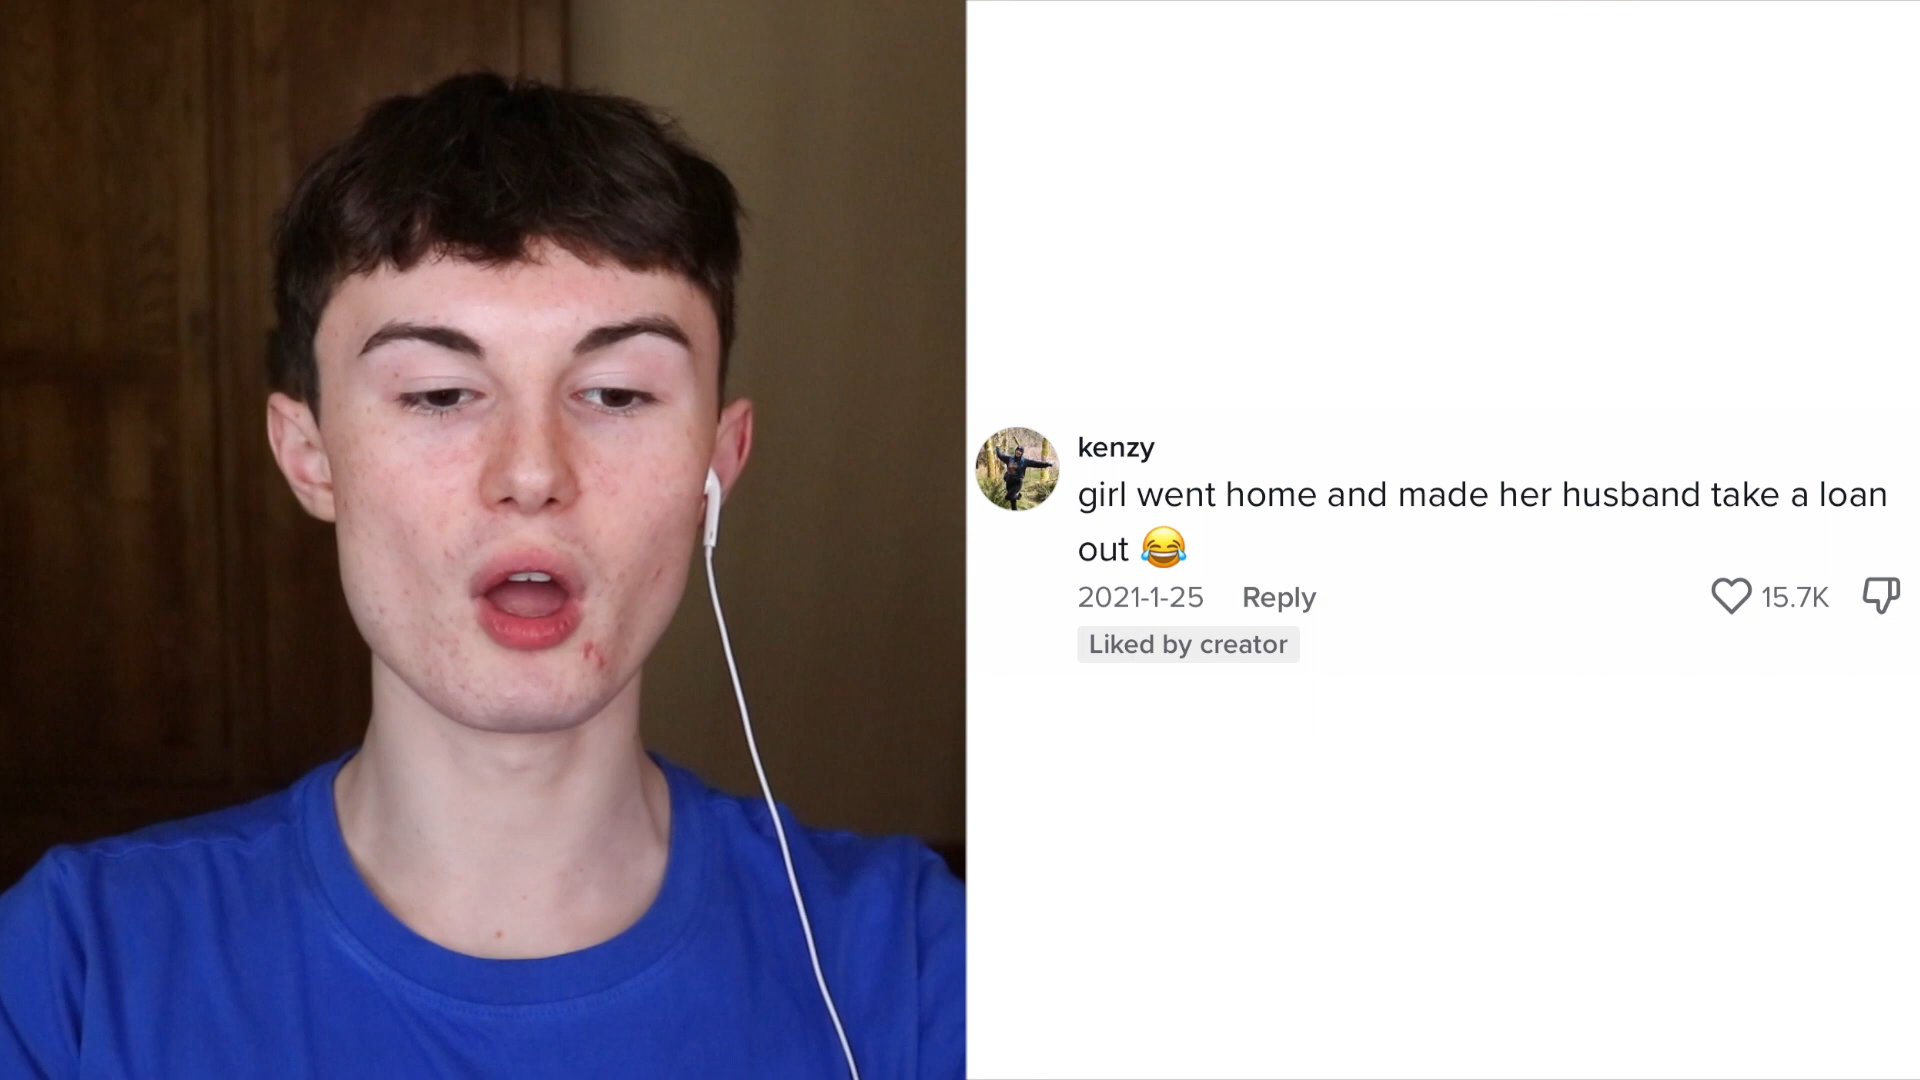 kenzy
girl went home and made her husband take a loan
out 😂
2021-1-25 Reply 15.7K
Liked by creator